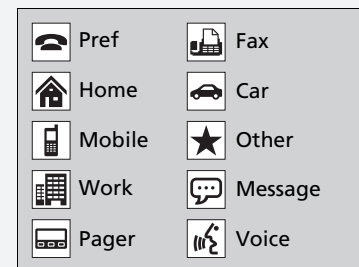 Pref
Fax
Home
Car
Mobile
Other
Work
Message
Pager
Voice